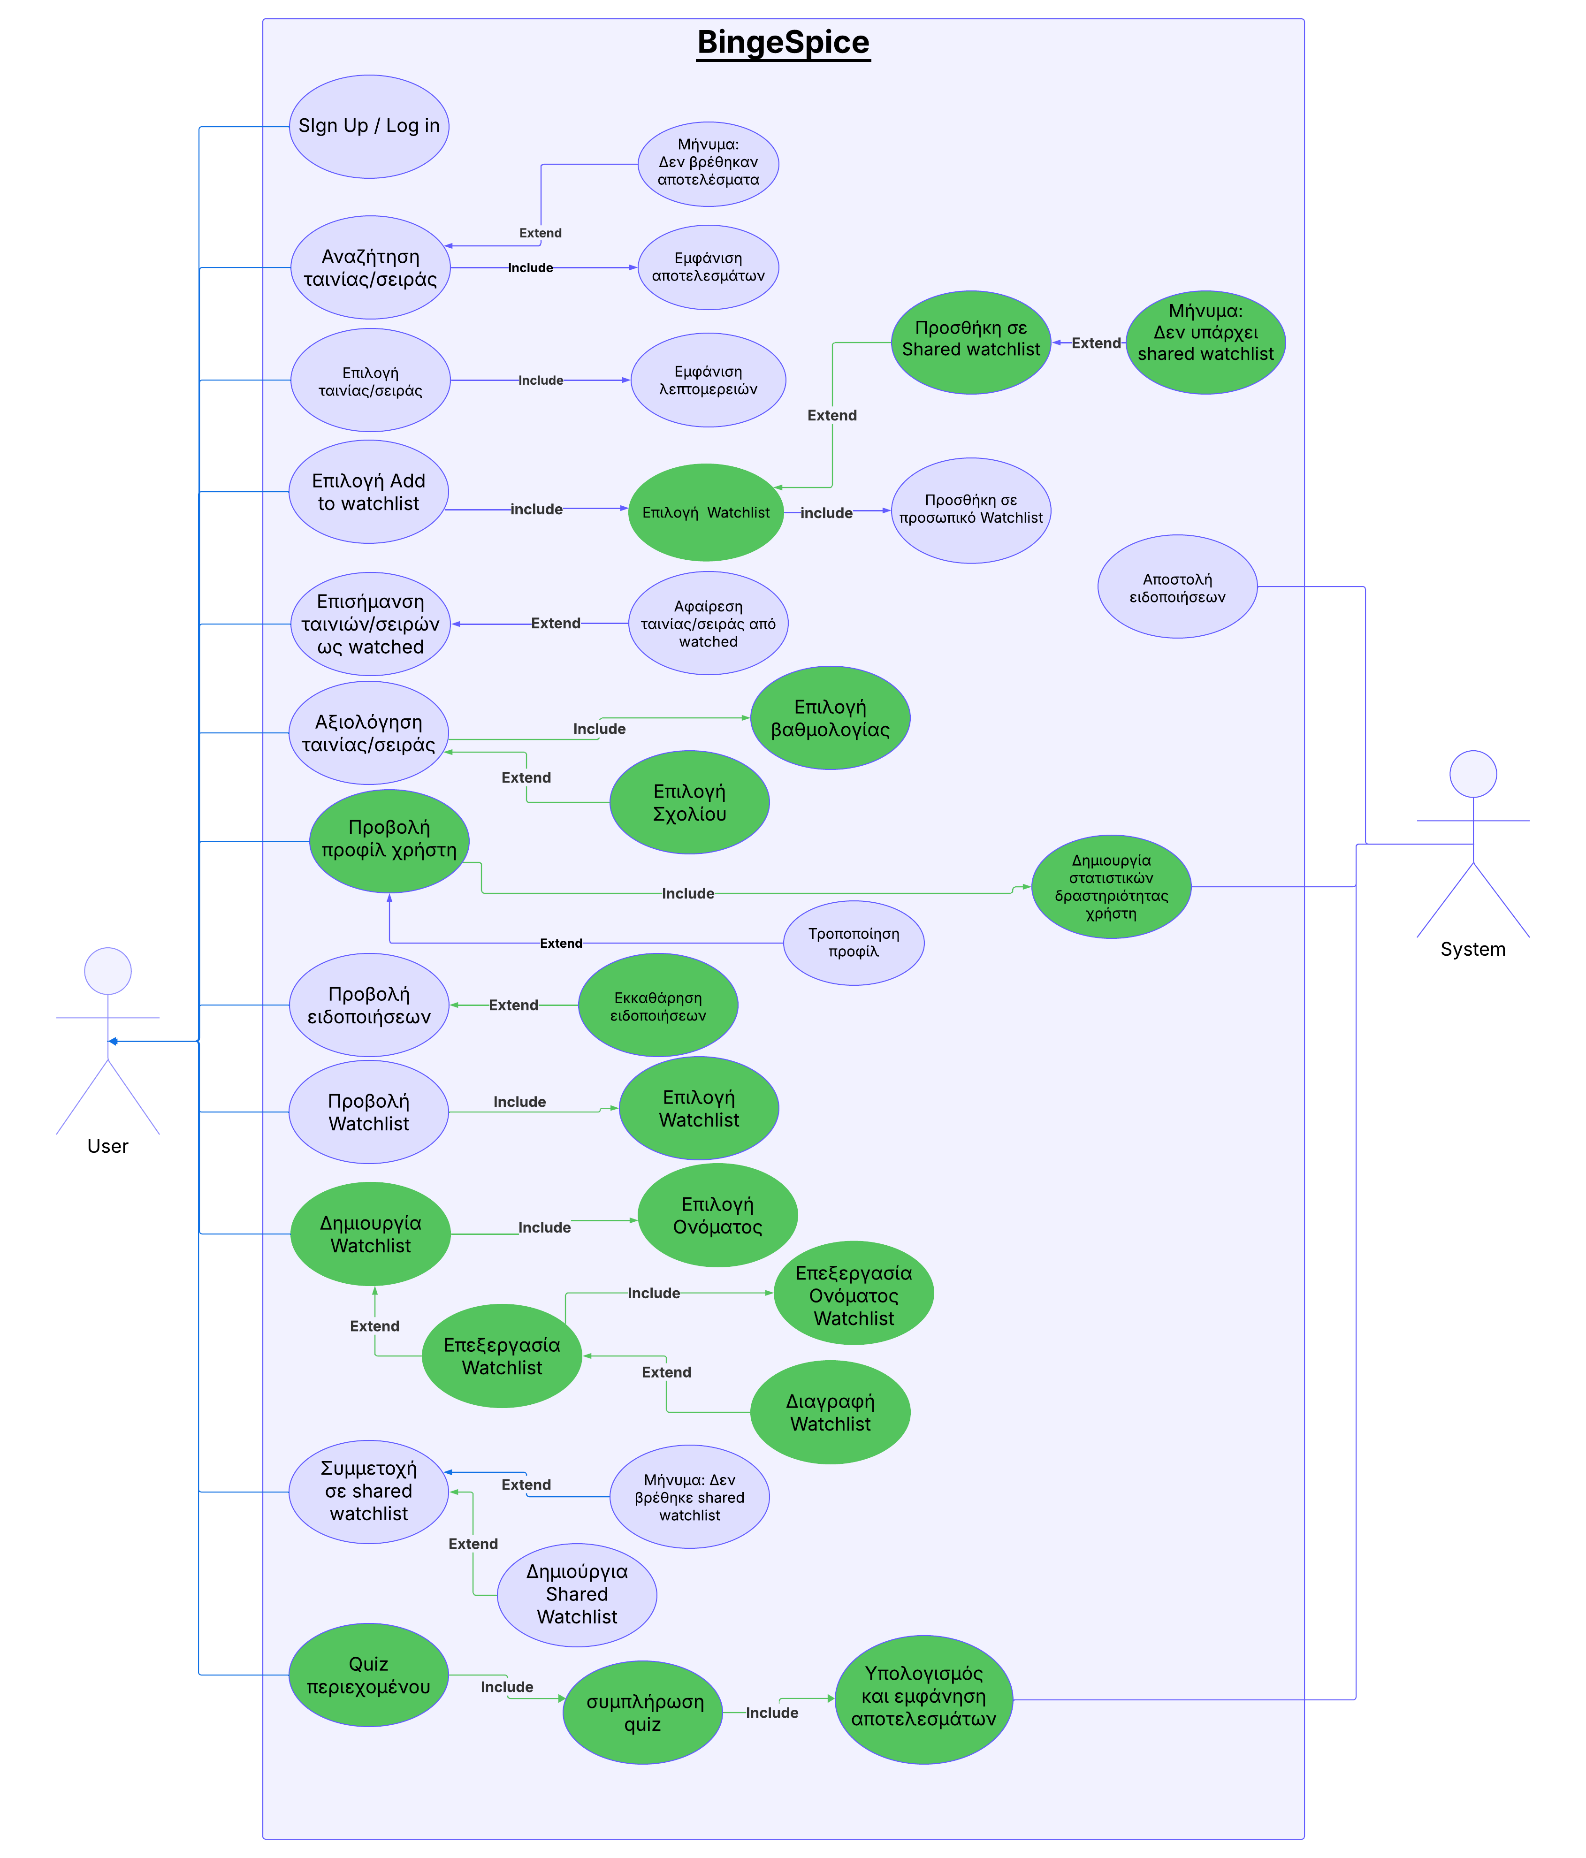 BingeSpice
SIgn Up / Log in
Μήνυμα:
Δεν βρέθηκαν
αποτελέσματα
Extend
Αναζήτηση
ταινίας/σειράς
Include
Εμφάνιση
αποτελεσμάτων
Προσθήκη σε
Shared watchlist
Extend
Μήνυμα:
Δεν υπάρχει
shared watchlist
Επιλογή
ταινίας/σειράς
Include
Εμφάνιση
λεπτομερειών
Extend
Επιλογή Add
to watchlist
include
Επιλογή  Watchlist
include
Προσθήκη σε
προσωπικό Watchlist
Αποστολή
ειδοποιήσεων
Επισήμανση
ταινιών/σειρών
ως watched
Extend
Αφαίρεση
ταινίας/σειράς από
watched
Αξιολόγηση
ταινίας/σειράς
Include
Επιλογή
βαθμολογίας
Extend
Επιλογή
Σχολίου
Προβολή
προφίλ χρήστη
Include
Δημιουργία
στατιστικών
δραστηριότητας
χρήστη
Extend
Τροποποίηση
προφίλ
System
Προβολή
ειδοποιήσεων
Extend
Εκκαθάρηση
ειδοποιήσεων
User
Προβολή
Watchlist
Include
Επιλογή
Watchlist
Δημιουργία
Watchlist
Include
Επιλογή
Ονόματος
Extend
Επεξεργασία
Watchlist
Include
Επεξεργασία
Ονόματος
Watchlist
Extend
Διαγραφή
Watchlist
Συμμετοχή
σε shared
watchlist
Extend
Μήνυμα: Δεν
βρέθηκε shared
watchlist
Extend
Δημιούργια
Shared
Watchlist
Quiz
περιεχομένου
Include
συμπλήρωση
quiz
Include
Υπολογισμός
και εμφάνηση
αποτελεσμάτων